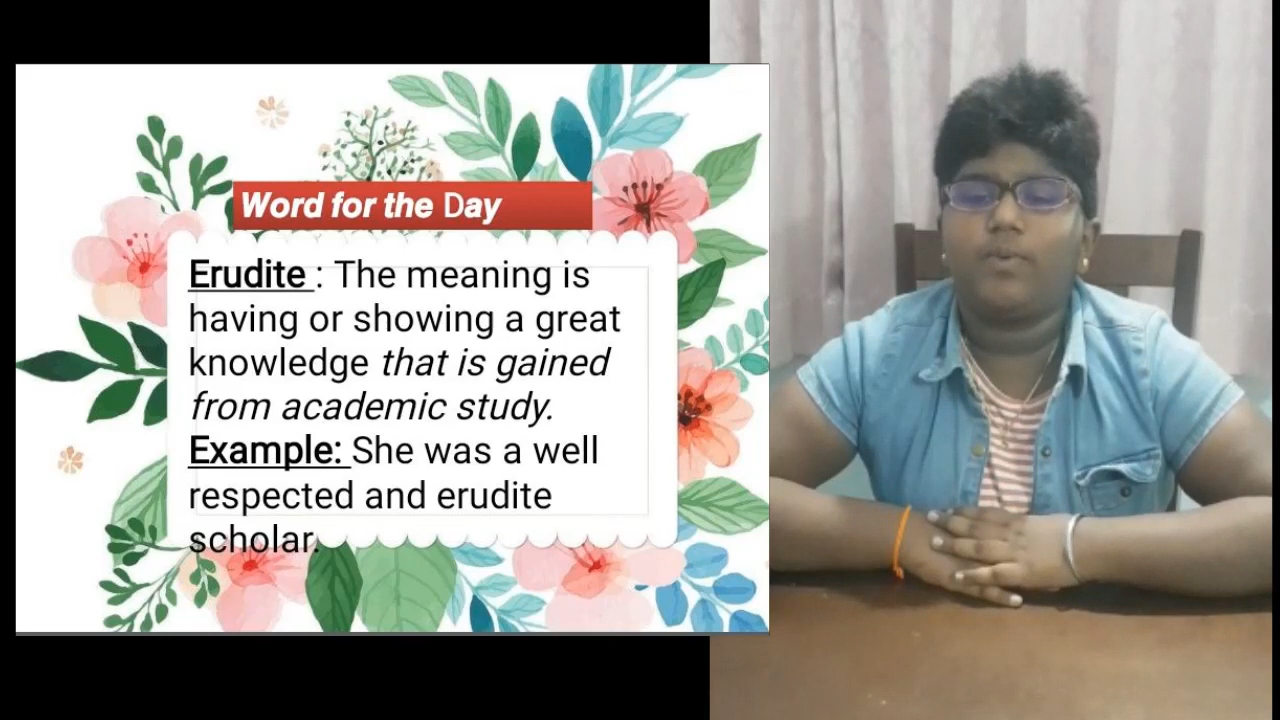 Word for the Day
Erudite : The meaning is
having or showing a great
knowledge that is gained
from academic study.
Example: She was a well
respected and erudite
scholar.